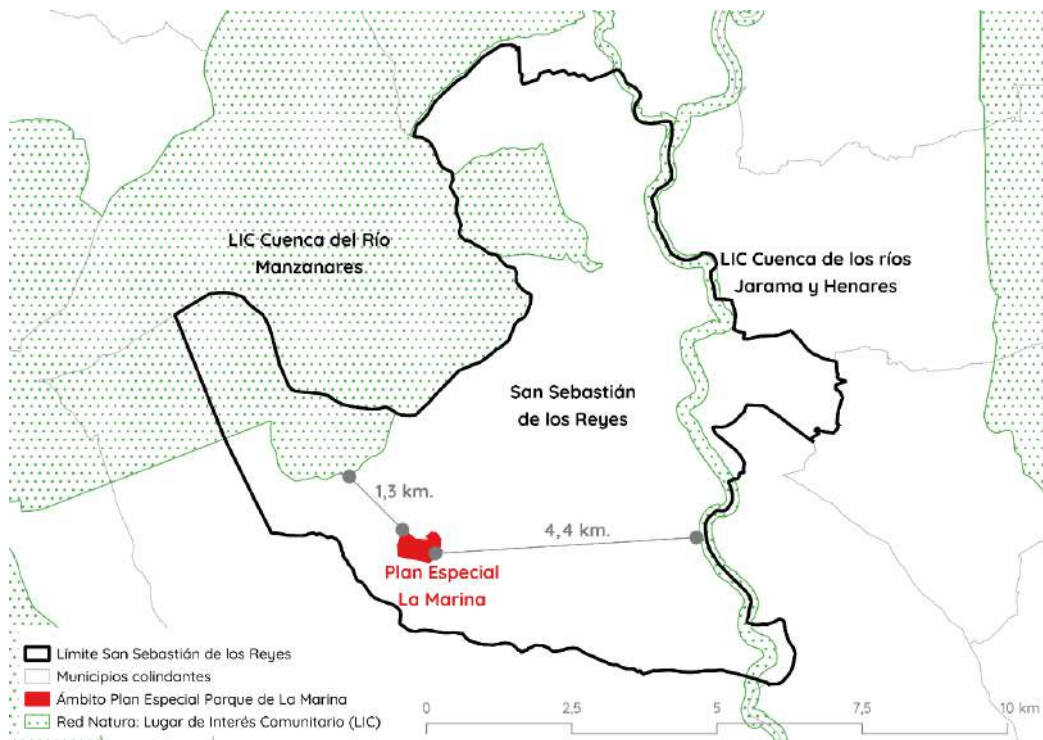 LIC Cuenca del Río
Manzanares
LIC Cuenca de los ríos
Jarama y Henares
San Sebastián
de los Reyes
1,3 km.
4,4 km.
Plan Especial
La Marina
Límite San Sebastián de los Reyes
Municipios colindantes
Ámbito Plan Especial Parque de La Marina
Red Natura: Lugar de Interés Comunitario (LIC)
0 2,5 5 7,5 10 km